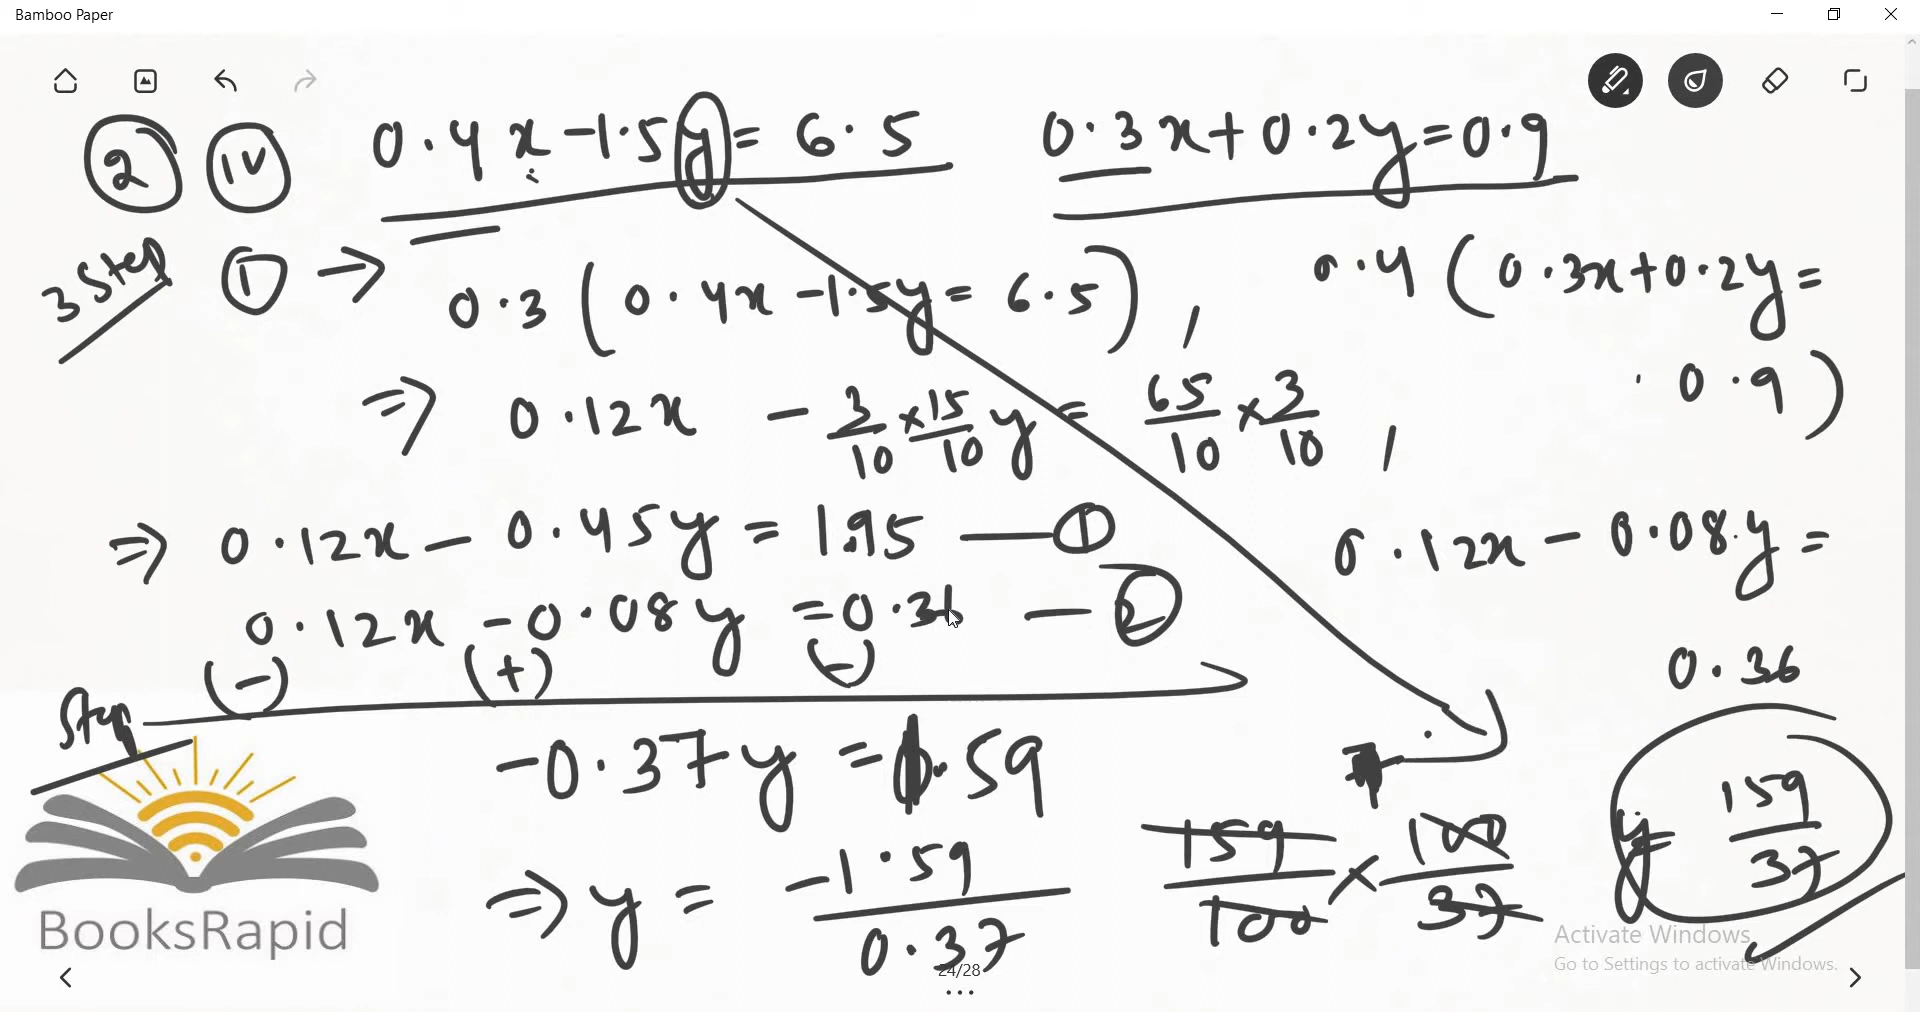 Bamboo Paper
2 IV 0.4x-1.5y= 6.5 0.3x+0.2y=0.9
3 Step 1 → 0.3 ( 0.4x -1.5y= 6.5) , 0.4 ( 0.3x+0.2y=
0.9 )
⇒ 0.12x - 3/10 × 15/10 y = 65/10 × 3/10 ,
⇒ 0.12x - 0.45y = 1.95 — 1 0.12x - 0.08y =
0.12x - 0.08y = 0.36 — 2
0.36
(-) (+) (-)
Step
-0.37y = 1.59
⇒ y = -1.59/0.37 159/100 × 100/37 y= 159/37
BooksRapid
Activate Windows
Go to Settings to activate Windows.
24/28